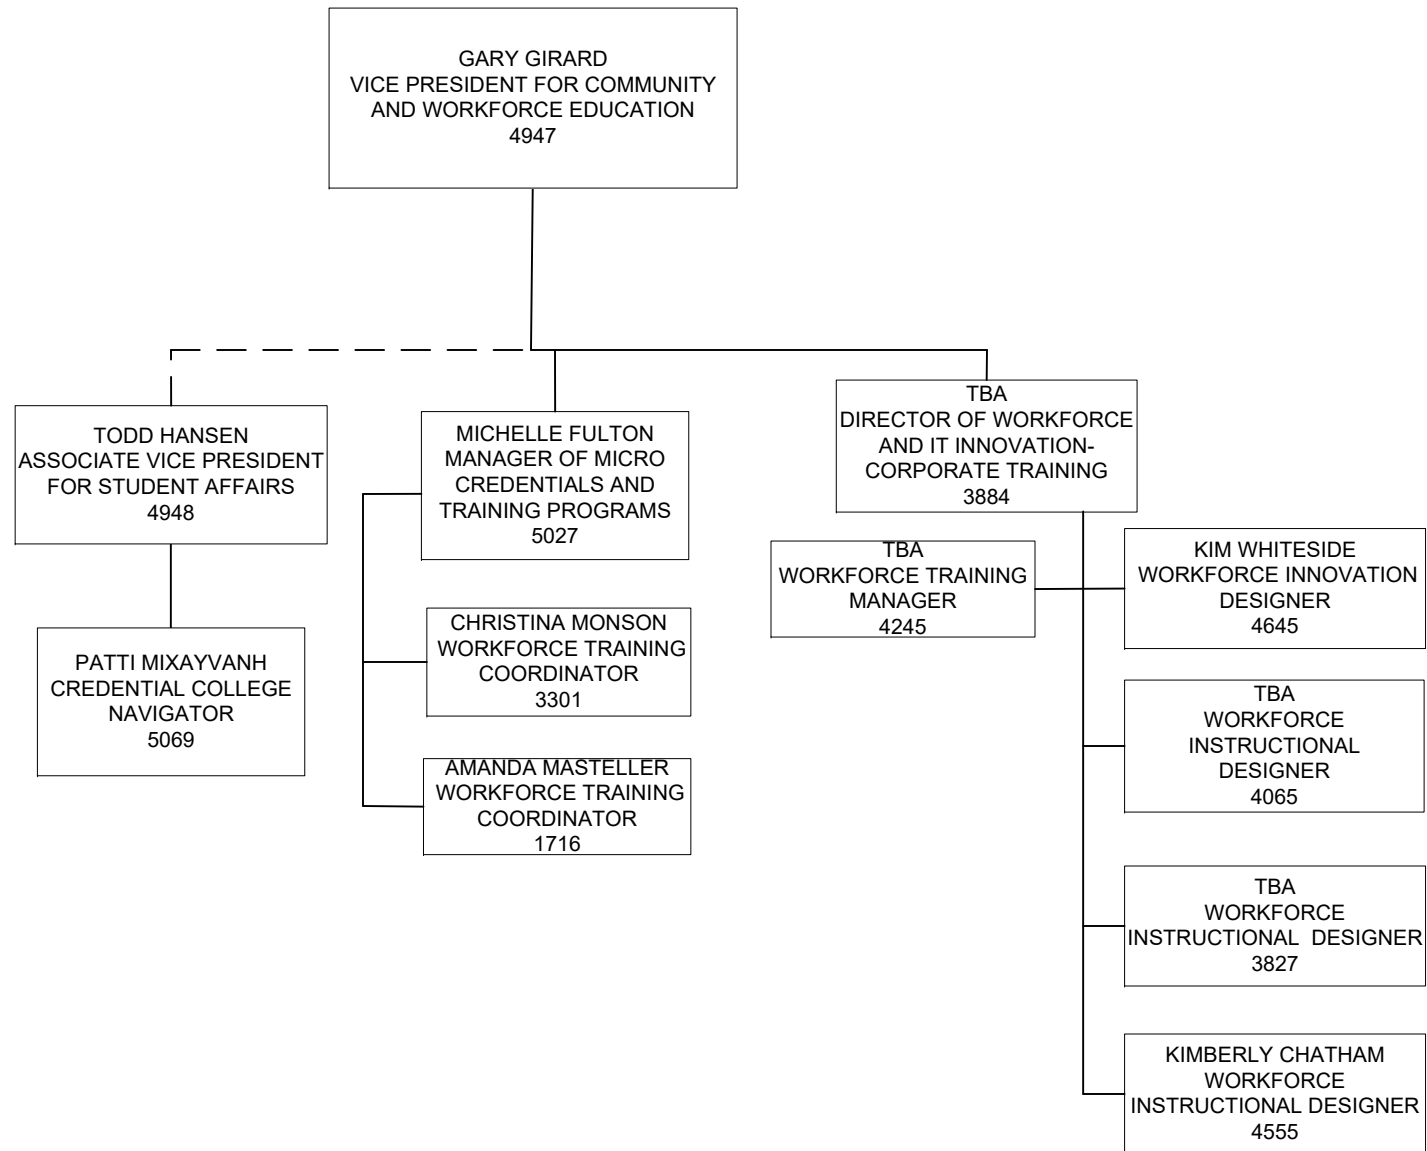 GARY GIRARD
VICE PRESIDENT FOR COMMUNITY
AND WORKFORCE EDUCATION
4947
TODD HANSEN
ASSOCIATE VICE PRESIDENT
FOR STUDENT AFFAIRS
4948
PATTI MIXAYVANH
CREDENTIAL COLLEGE
NAVIGATOR
5069
MICHELLE FULTON
MANAGER OF MICRO
CREDENTIALS AND
TRAINING PROGRAMS
5027
CHRISTINA MONSON
WORKFORCE TRAINING
COORDINATOR
3301
AMANDA MASTELLER
WORKFORCE TRAINING
COORDINATOR
1716
TBA
DIRECTOR OF WORKFORCE
AND IT INNOVATION-
CORPORATE TRAINING
3884
TBA
WORKFORCE TRAINING
MANAGER
4245
KIM WHITESIDE
WORKFORCE INNOVATION
DESIGNER
4645
TBA
WORKFORCE
INSTRUCTIONAL
DESIGNER
4065
TBA
WORKFORCE
INSTRUCTIONAL  DESIGNER
3827
KIMBERLY CHATHAM
WORKFORCE
INSTRUCTIONAL DESIGNER
4555